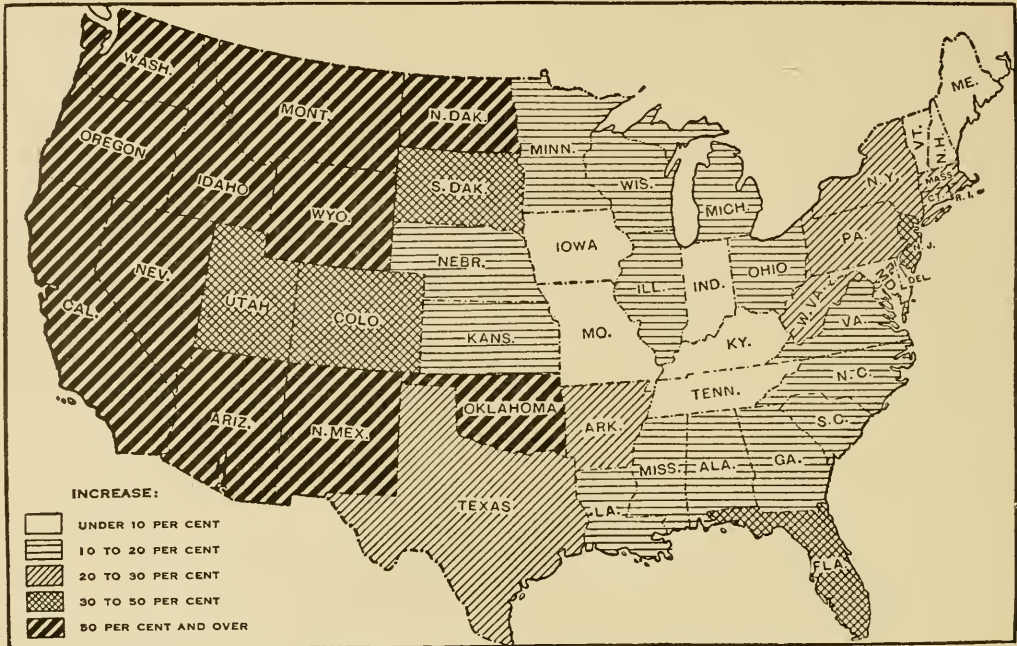 WASH.
MONT.
N.DAK.
MINN.
ME.
VT.
N.H.
OREGON
IDAHO
S.DAK.
WIS.
MICH.
N.Y.
MASS.
CT.
R.I.
WYO.
IOWA
PA.
N.J.
NEV.
NEBR.
ILL.
IND.
OHIO
DEL.
CAL.
UTAH
COLO
KANS.
MO.
KY.
W.VA.
VA.
OKLAHOMA
TENN.
N.C.
ARIZ.
N.MEX.
ARK.
S.C.
MISS.
ALA.
GA.
TEXAS
LA.
FLA.
INCREASE:
UNDER 10 PER CENT
10 TO 20 PER CENT
20 TO 30 PER CENT
30 TO 50 PER CENT
50 PER CENT AND OVER